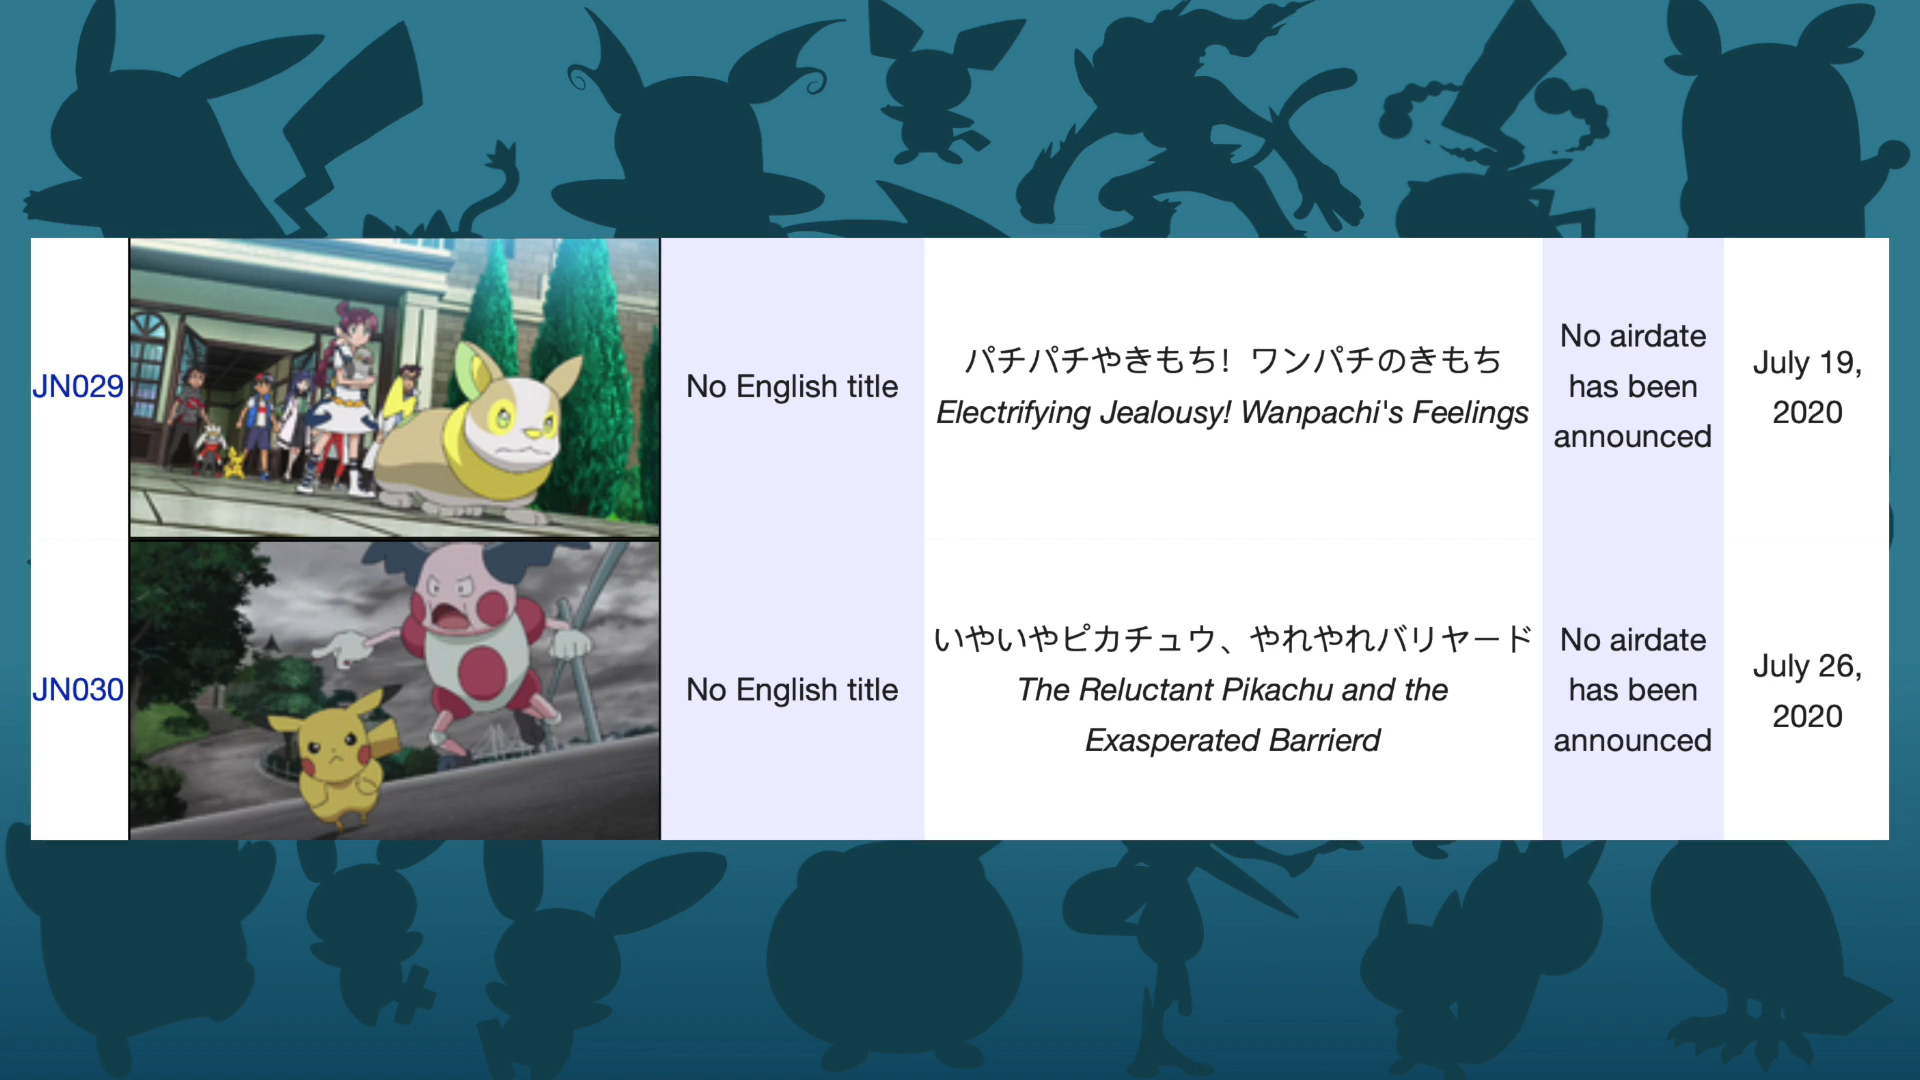 JN029
No English title
パチパチやきもち！ワンパチのきもち
Electrifying Jealousy! Wanpachi's Feelings
No airdate
has been
announced
July 19,
2020
JN030
No English title
いやいやピカチュウ、やれやれバリヤード
The Reluctant Pikachu and the
Exasperated Barrierd
No airdate
has been
announced
July 26,
2020